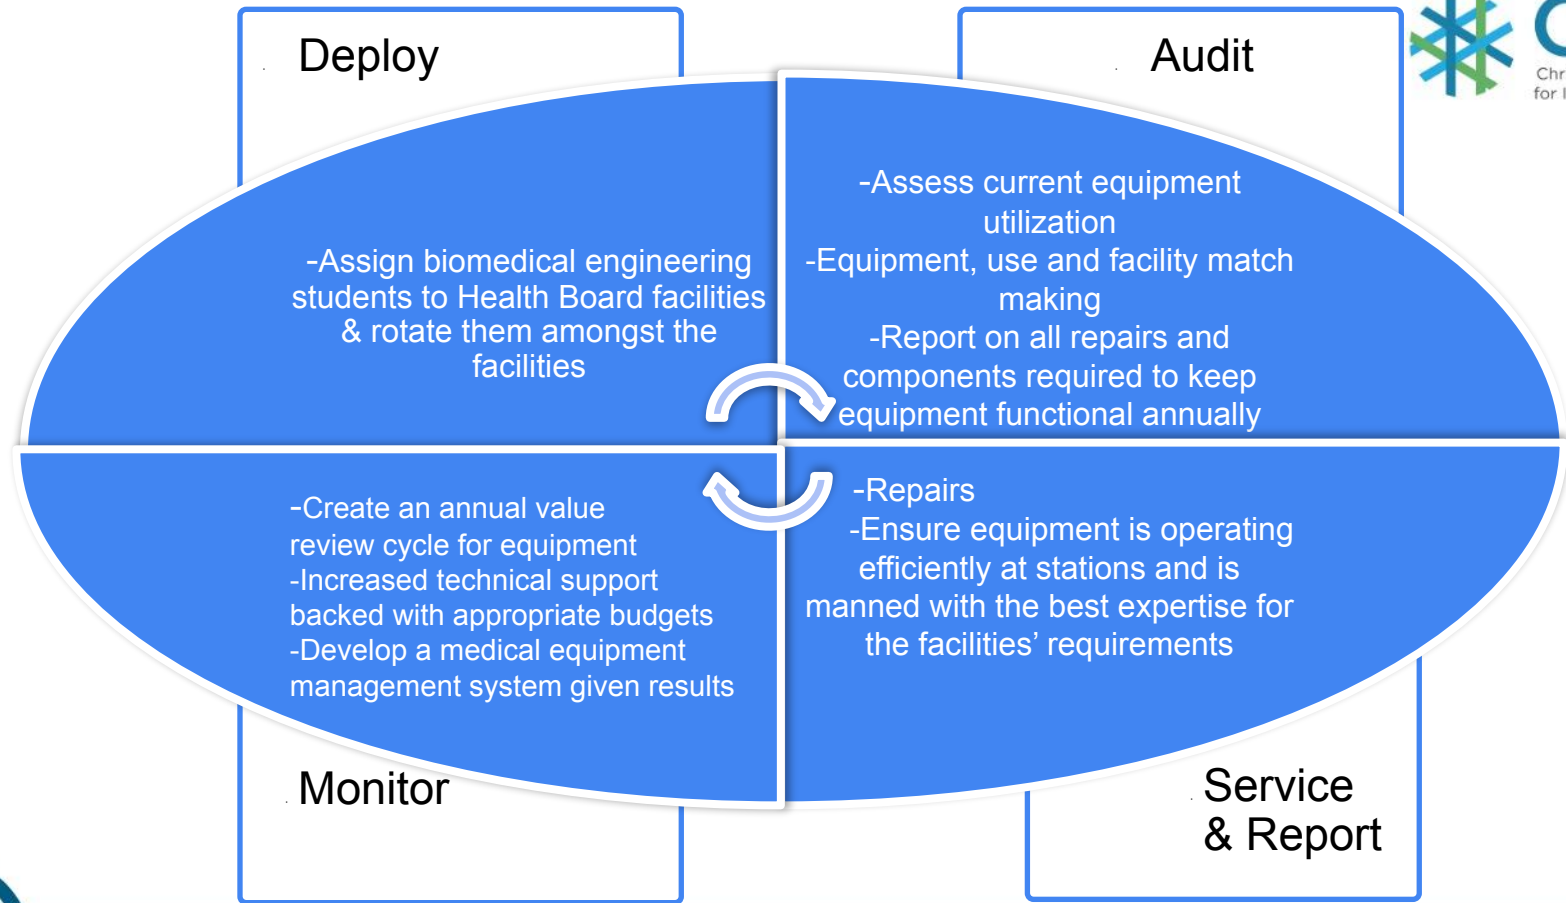 Deploy
-Assign biomedical engineering
students to Health Board facilities
& rotate them amongst the
facilities
Audit
-Assess current equipment
utilization
-Equipment, use and facility match
making
-Report on all repairs and
components required to keep
equipment functional annually
-Create an annual value
review cycle for equipment
-Increased technical support
backed with appropriate budgets
-Develop a medical equipment
management system given results
Monitor
-Repairs
-Ensure equipment is operating
efficiently at stations and is
manned with the best expertise for
the facilities’ requirements
Service
& Report
Chr
for